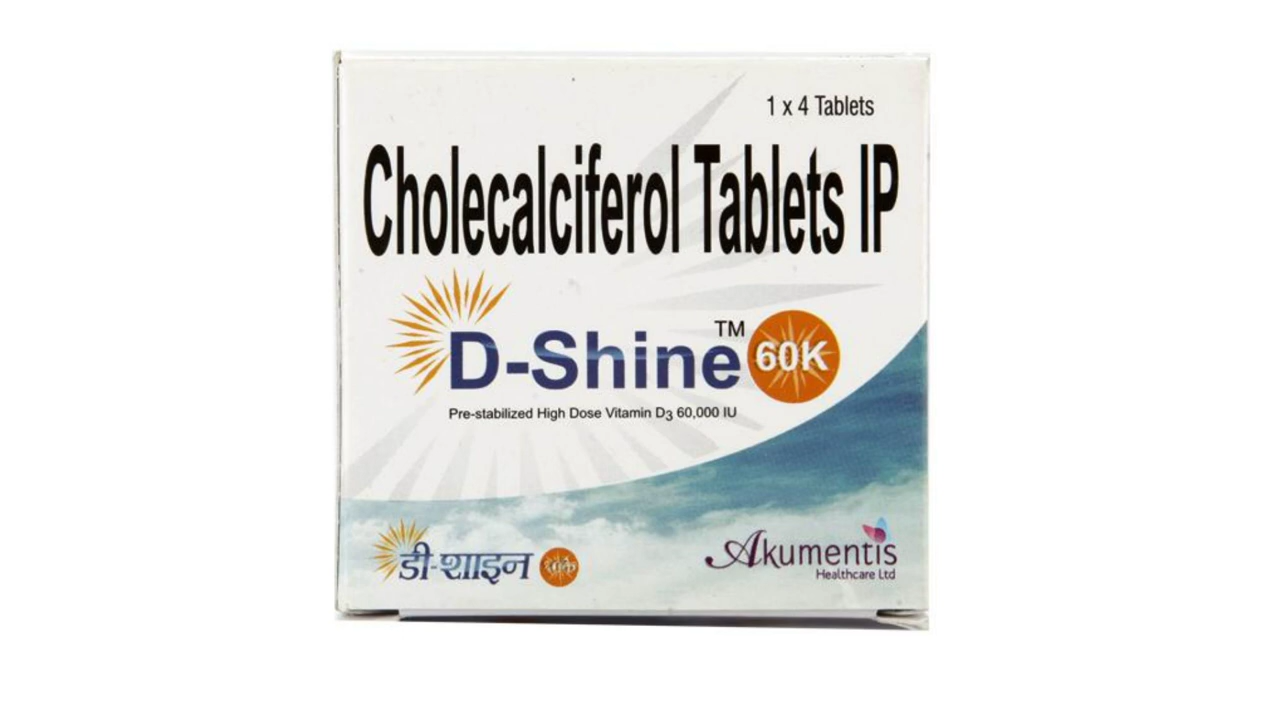 1 x 4 Tablets
Cholecalciferol Tablets IP
D-Shine™ 60K
Pre-stabilized High Dose Vitamin D3 60,000 IU
डी-शाइन
Akumentis
Healthcare Ltd